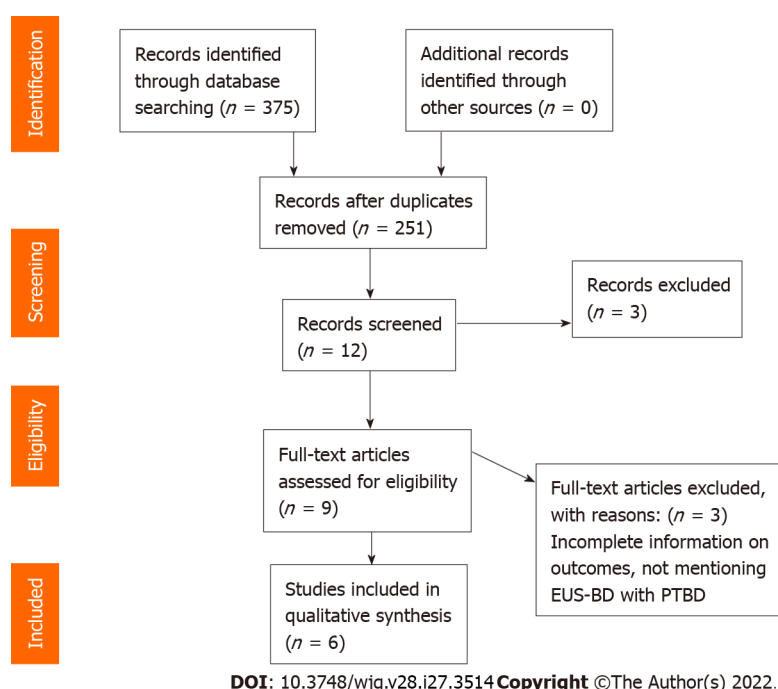 Identification
Records identified
through database
searching (n = 375)
Additional records
identified through
other sources (n = 0)
Records after duplicates
removed (n = 251)
Screening
Records screened
(n = 12)
Records excluded
(n = 3)
Eligibility
Full-text articles
assessed for eligibility
(n = 9)
Full-text articles excluded,
with reasons: (n = 3)
Incomplete information on
outcomes, not mentioning
EUS-BD with PTBD
Included
Studies included in
qualitative synthesis
(n = 6)
DOI: 10.3748/wjg.v28.i27.3514 Copyright ©The Author(s) 2022.